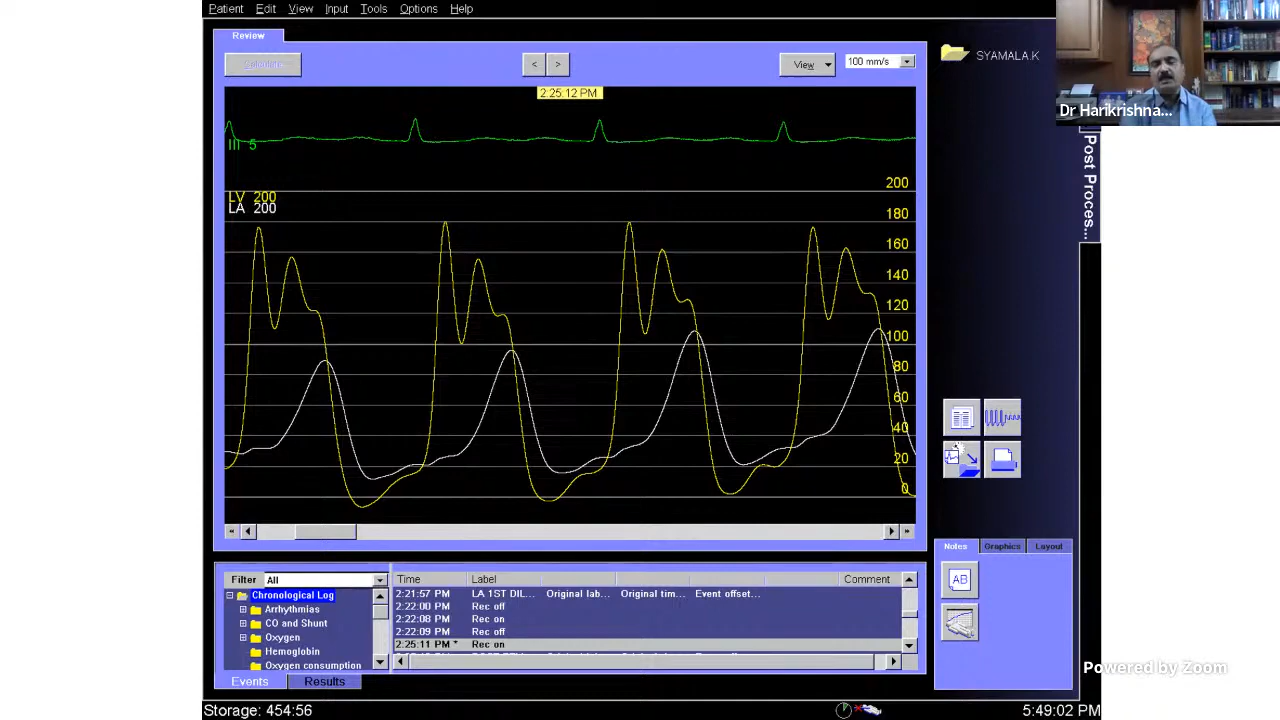 Patient Edit View Input Tools Options Help
Review
Calculate
< >
View
100 mm/s
SYAMALA.K
Dr Harikrishna...
2:25:12 PM
III 5
LV 200
LA 200
200
180
160
140
120
100
80
60
40
20
0
Post Proces...
Filter All
Chronological Log
Arrhythmias
CO and Shunt
Oxygen
Hemoglobin
Oxygen consumption
Events Results
Time Label Comment
2:21:57 PM LA 1ST DIL... Original lab... Original tim... Event offset...
2:22:00 PM Rec off
2:22:08 PM Rec on
2:22:09 PM Rec off
2:25:11 PM * Rec on
Notes Graphics Layout
AB
Powered by Zoom
Storage: 454:56
5:49:02 PM